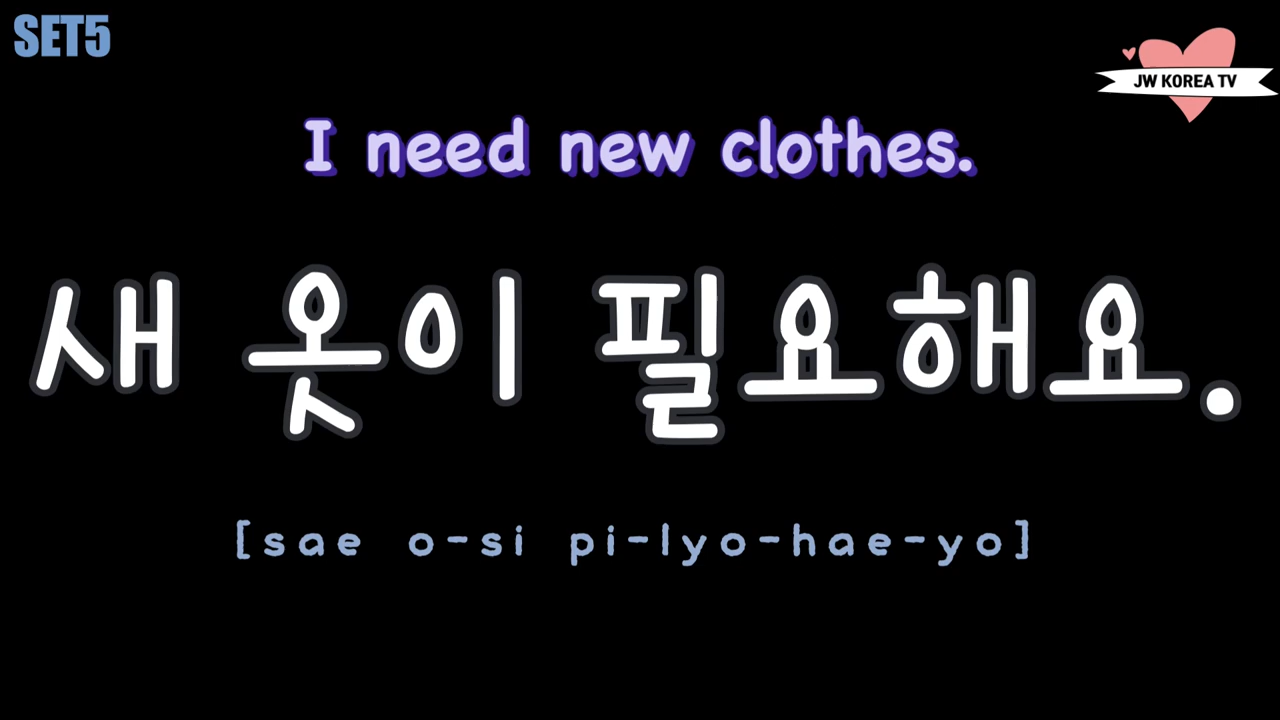 SET5
JW KOREA TV
I need new clothes.
새 옷이 필요해요.
[sae o-si pi-lyo-hae-yo]